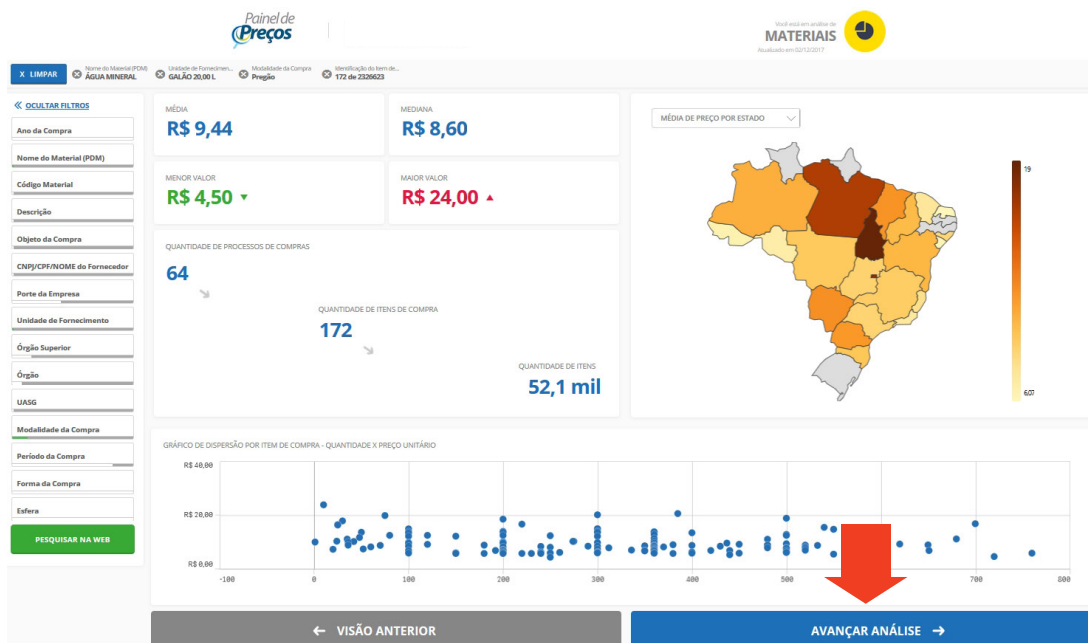 Painel de
Preços
Você está em análise de
MATERIAIS
Atualizado em 02/12/2017
X LIMPAR
Nome do Material (PDM)
ÁGUA MINERAL
Unidade de Fornecimen...
GALÃO 20,00 L
Modalidade da Compra
Pregão
Identificação do Item de...
172 de 2326623
OCULTAR FILTROS
Ano da Compra
Nome do Material (PDM)
Código Material
Descrição
Objeto da Compra
CNPJ/CPF/NOME do Fornecedor
Porte da Empresa
Unidade de Fornecimento
Órgão Superior
Órgão
UASG
Modalidade da Compra
Período da Compra
Forma da Compra
Esfera
PESQUISAR NA WEB
MÉDIA
R$ 9,44
MEDIANA
R$ 8,60
MENOR VALOR
R$ 4,50
MAIOR VALOR
R$ 24,00
QUANTIDADE DE PROCESSOS DE COMPRAS
64
QUANTIDADE DE ITENS DE COMPRA
172
QUANTIDADE DE ITENS
52,1 mil
MÉDIA DE PREÇO POR ESTADO
19
6,07
GRÁFICO DE DISPERSÃO POR ITEM DE COMPRA - QUANTIDADE X PREÇO UNITÁRIO
R$ 40,00
R$ 20,00
R$ 0,00
-100 0 100 200 300 400 500 700 800
← VISÃO ANTERIOR
AVANÇAR ANÁLISE →